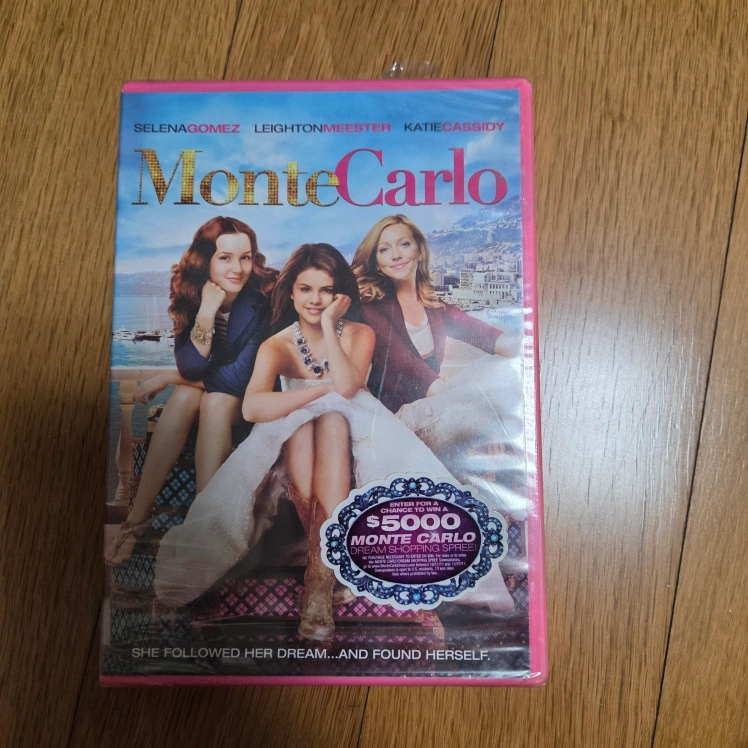 SELENAGOMEZ LEIGHTONMEESTER KATIECASSIDY
MonteCarlo
ENTER FOR A
CHANCE TO WIN A
$5000
MONTE CARLO
DREAM SHOPPING SPREE!
SHE FOLLOWED HER DREAM...AND FOUND HERSELF.